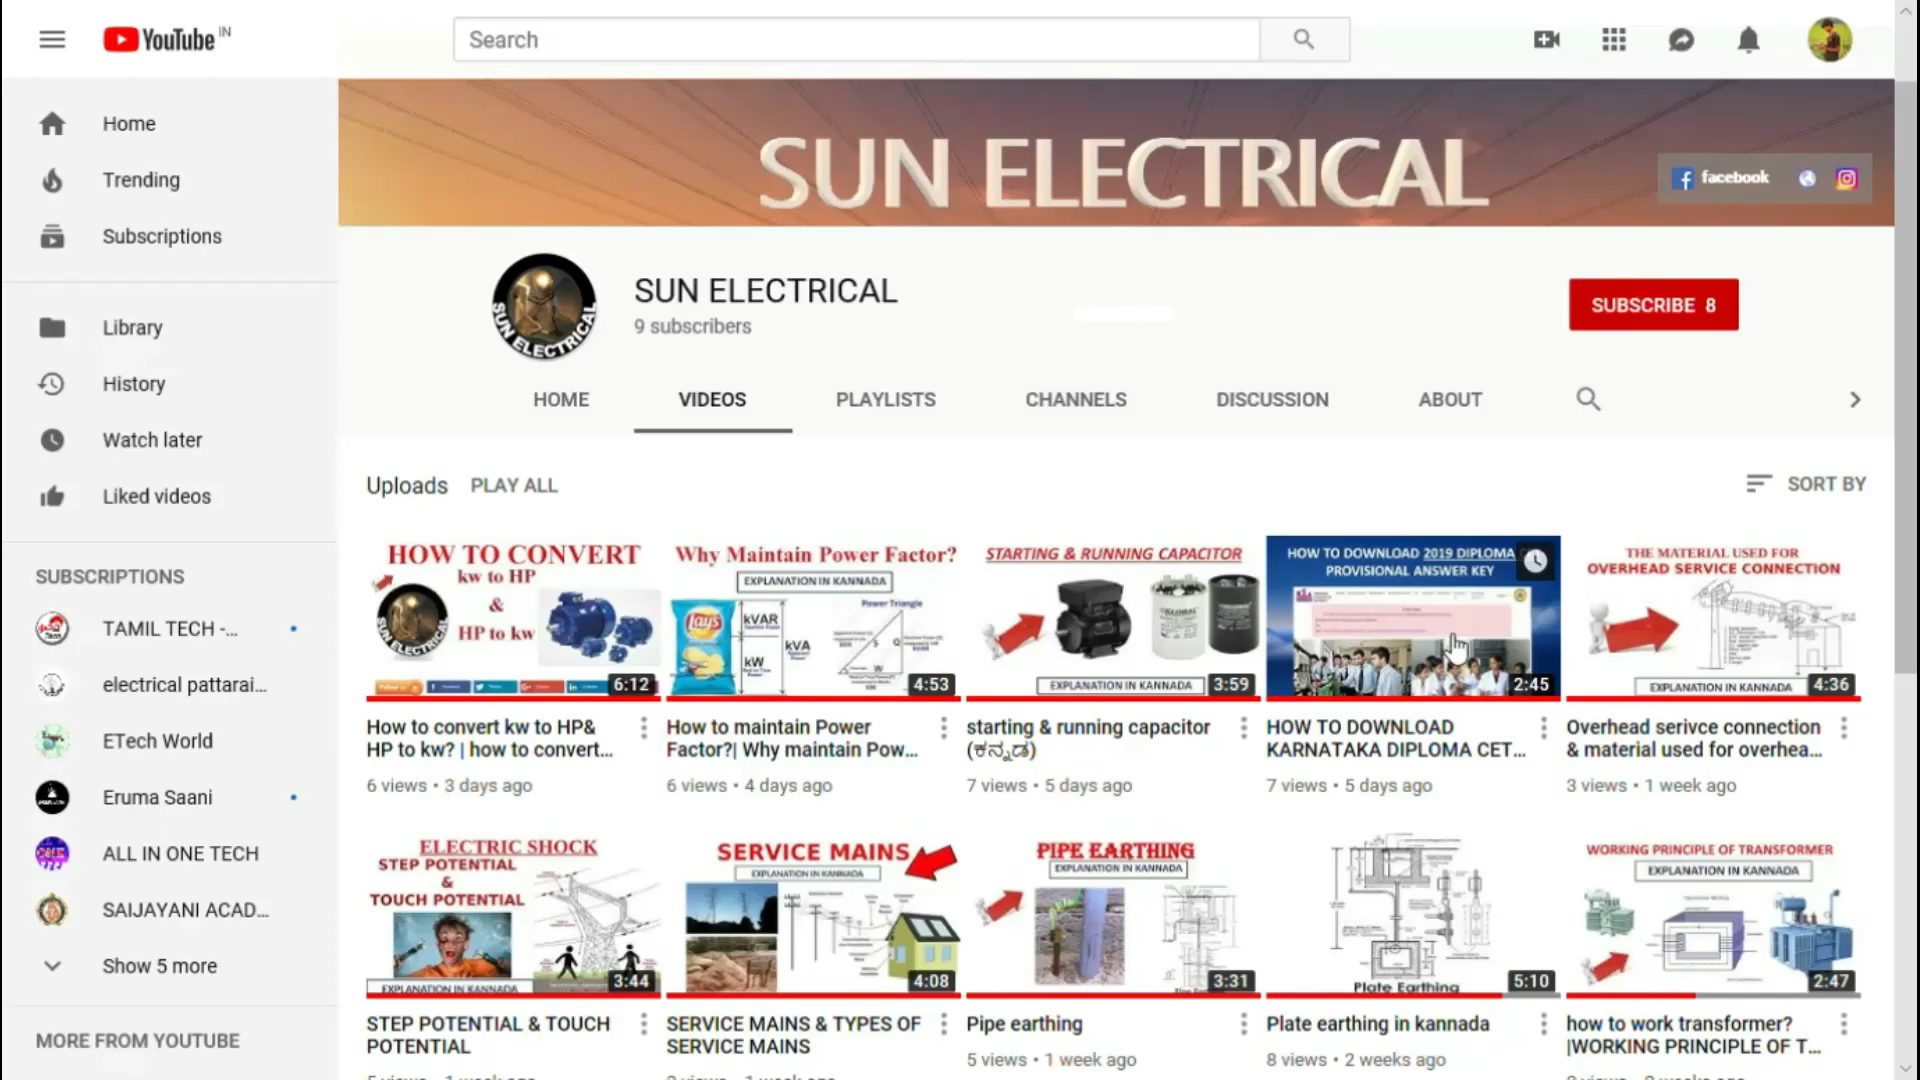 YouTube IN
Search
Home
Trending
Subscriptions
Library
History
Watch later
Liked videos
SUBSCRIPTIONS
TAMIL TECH -...
electrical pattarai...
ETech World
Eruma Saani
ALL IN ONE TECH
SAIJAYANI ACAD...
Show 5 more
MORE FROM YOUTUBE
SUN ELECTRICAL
facebook
SUN ELECTRICAL
SUN ELECTRICAL
9 subscribers
SUBSCRIBE 8
HOME VIDEOS PLAYLISTS CHANNELS DISCUSSION ABOUT
Uploads PLAY ALL
SORT BY
HOW TO CONVERT
kw to HP
&
HP to kw
SUN ELECTRICAL
6:12
How to convert kw to HP&
HP to kw? | how to convert...
6 views • 3 days ago
Why Maintain Power Factor?
EXPLANATION IN KANNADA
Lays
kVAR
kVA
kW
Power Triangle
4:53
How to maintain Power
Factor?| Why maintain Pow...
6 views • 4 days ago
STARTING & RUNNING CAPACITOR
GLOBAL
EXPLANATION IN KANNADA
3:59
starting & running capacitor
(ಕನ್ನಡ)
7 views • 5 days ago
HOW TO DOWNLOAD 2019 DIPLOMA
PROVISIONAL ANSWER KEY
2:45
HOW TO DOWNLOAD
KARNATAKA DIPLOMA CET...
7 views • 5 days ago
THE MATERIAL USED FOR
OVERHEAD SERVICE CONNECTION
EXPLANATION IN KANNADA
4:36
Overhead serivce connection
& material used for overhea...
3 views • 1 week ago
ELECTRIC SHOCK
STEP POTENTIAL
&
TOUCH POTENTIAL
EXPLANATION IN KANNADA
3:44
STEP POTENTIAL & TOUCH
POTENTIAL
SERVICE MAINS
EXPLANATION IN KANNADA
4:08
SERVICE MAINS & TYPES OF
SERVICE MAINS
PIPE EARTHING
EXPLANATION IN KANNADA
3:31
Pipe earthing
5 views • 1 week ago
Plate Earthing
5:10
Plate earthing in kannada
8 views • 2 weeks ago
WORKING PRINCIPLE OF TRANSFORMER
EXPLANATION IN KANNADA
2:47
how to work transformer?
|WORKING PRINCIPLE OF T...